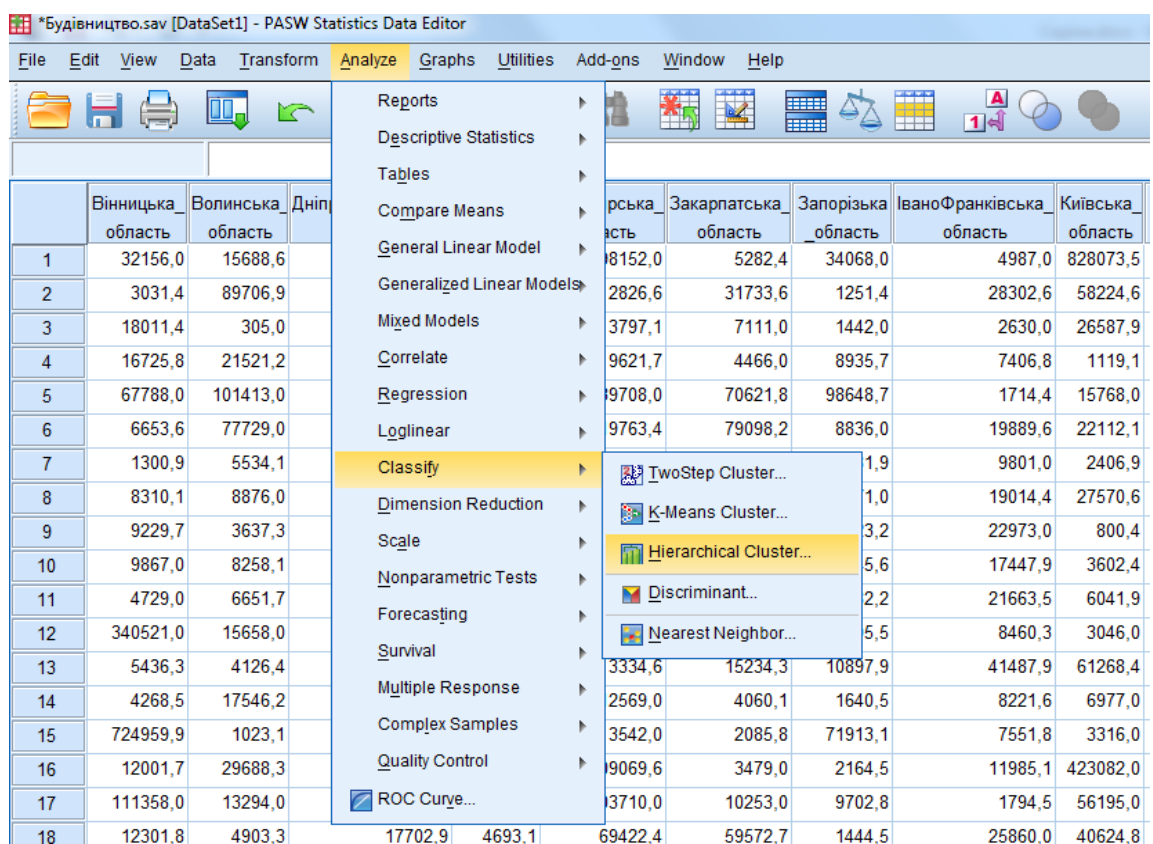 *Будівництво.sav [DataSet1] - PASW Statistics Data Editor
File Edit View Data Transform Analyze Graphs Utilities Add-ons Window Help
Reports
Descriptive Statistics
Tables
Compare Means
General Linear Model
Generalized Linear Models
Mixed Models
Correlate
Regression
Loglinear
Classify
Dimension Reduction
Scale
Nonparametric Tests
Forecasting
Survival
Multiple Response
Complex Samples
Quality Control
ROC Curve...
TwoStep Cluster...
K-Means Cluster...
Hierarchical Cluster...
Discriminant...
Nearest Neighbor...
A
1
Вінницька_ Волинська_ Закарпатська_ Запорізька ІваноФранківська_ Київська_
область область область _область область область
1 32156,0 15688,6 5282,4 34068,0 4987,0 828073,5
2 3031,4 89706,9 2826,6 31733,6 1251,4 28302,6 58224,6
3 18011,4 305,0 3797,1 7111,0 1442,0 2630,0 26587,9
4 16725,8 21521,2 9621,7 4466,0 8935,7 7406,8 1119,1
5 67788,0 101413,0 70621,8 98648,7 1714,4 15768,0
6 6653,6 77729,0 9763,4 79098,2 8836,0 19889,6 22112,1
7 1300,9 5534,1 9801,0 2406,9
8 8310,1 8876,0 19014,4 27570,6
9 9229,7 3637,3 22973,0 800,4
10 9867,0 8258,1 17447,9 3602,4
11 4729,0 6651,7 21663,5 6041,9
12 340521,0 15658,0 8460,3 3046,0
13 5436,3 4126,4 3334,6 15234,3 10897,9 41487,9 61268,4
14 4268,5 17546,2 2569,0 4060,1 1640,5 8221,6 6977,0
15 724959,9 1023,1 3542,0 2085,8 71913,1 7551,8 3316,0
16 12001,7 29688,3 3479,0 2164,5 11985,1 423082,0
17 111358,0 13294,0 10253,0 9702,8 1794,5 56195,0
18 12301,8 4903,3 17702,9 4693,1 69422,4 59572,7 1444,5 25860,0 40624,8